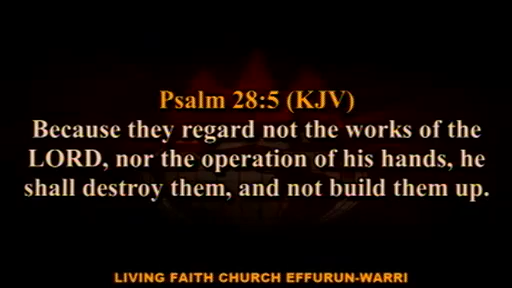 Psalm 28:5 (KJV)
Because they regard not the works of the
LORD, nor the operation of his hands, he
shall destroy them, and not build them up.
LIVING FAITH CHURCH EFFURUN-WARRI